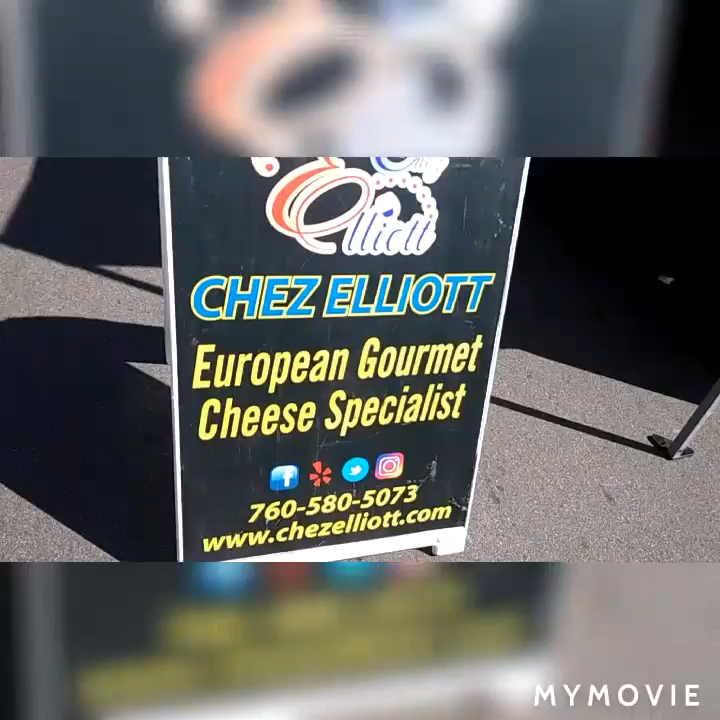 Elliott
CHEZ ELLIOTT
European Gourmet
Cheese Specialist
760-580-5073
www.chezelliott.com
MYMOVIE